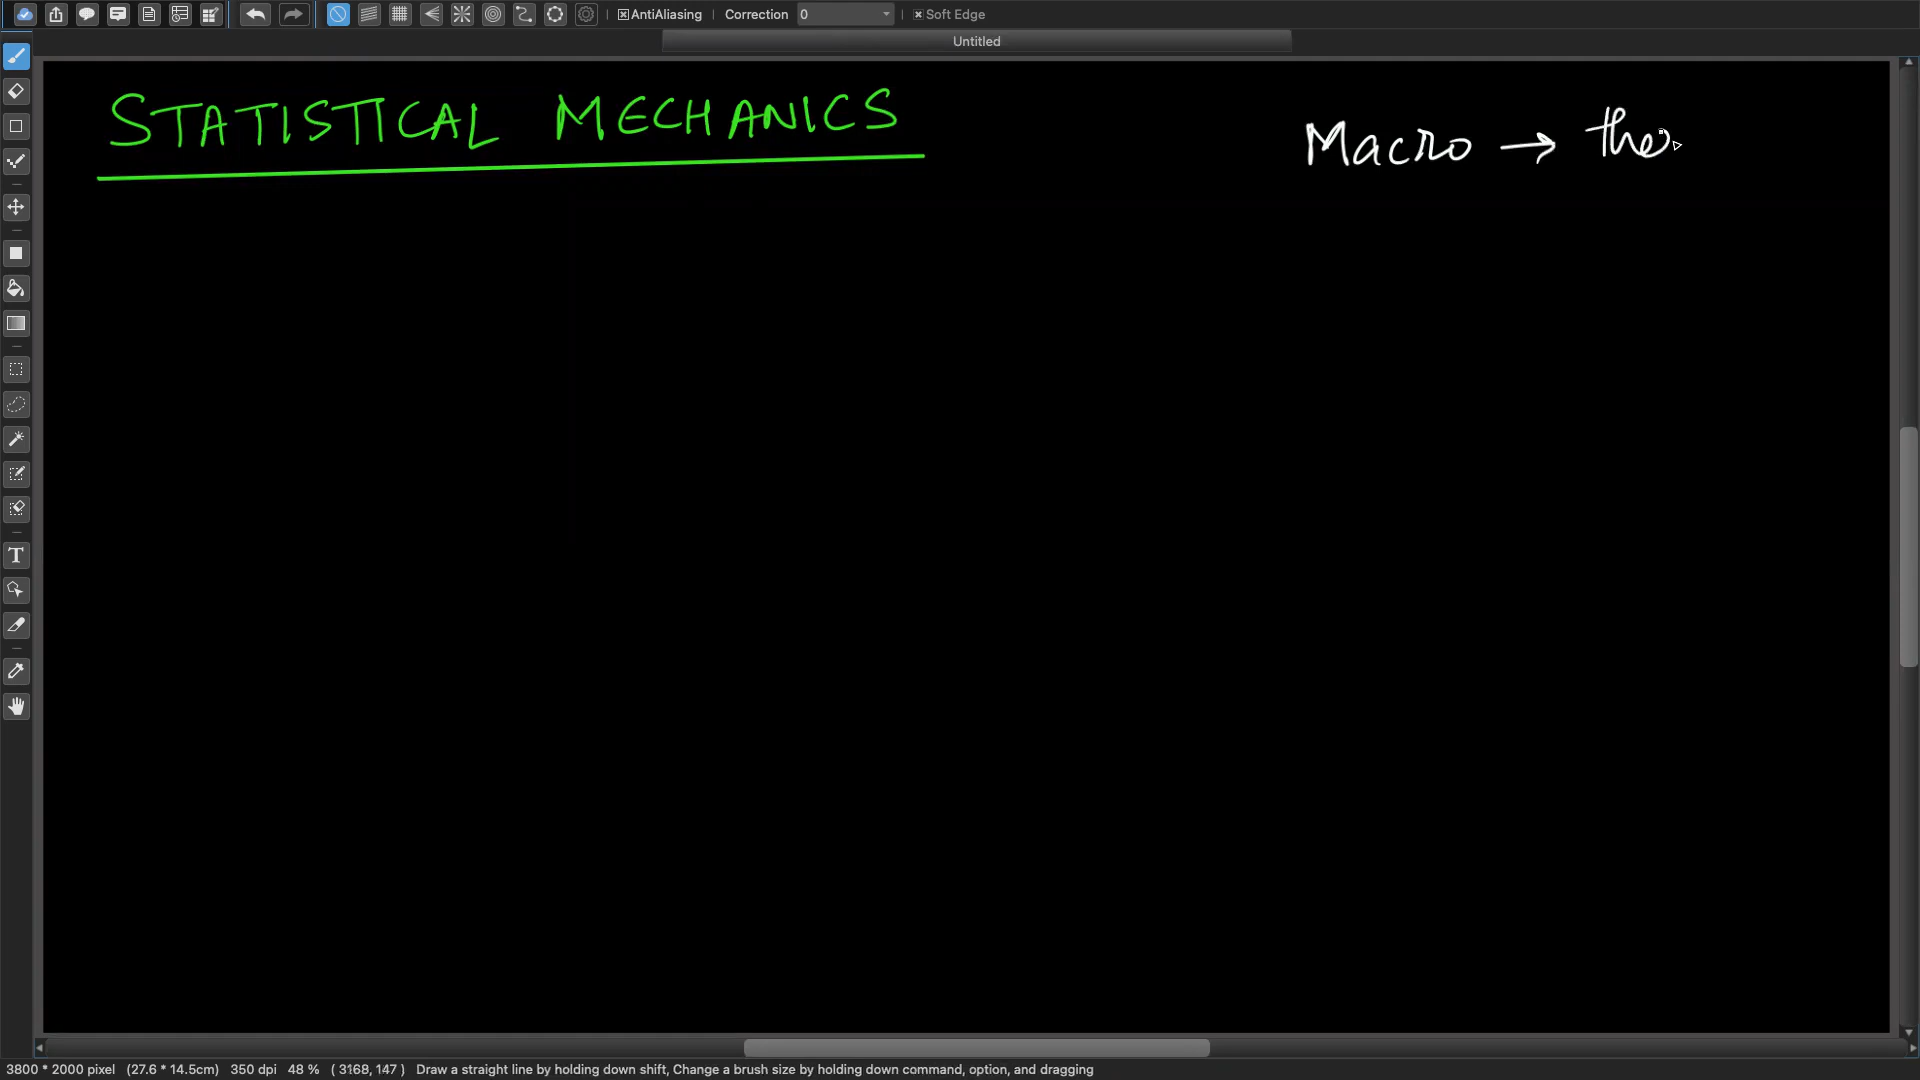 AntiAliasing Correction 0 Soft Edge
Untitled
STATISTICAL MECHANICS
Macro → ther
3800 * 2000 pixel (27.6 * 14.5cm) 350 dpi 48 % ( 3168, 147 ) Draw a straight line by holding down shift, Change a brush size by holding down command, option, and dragging